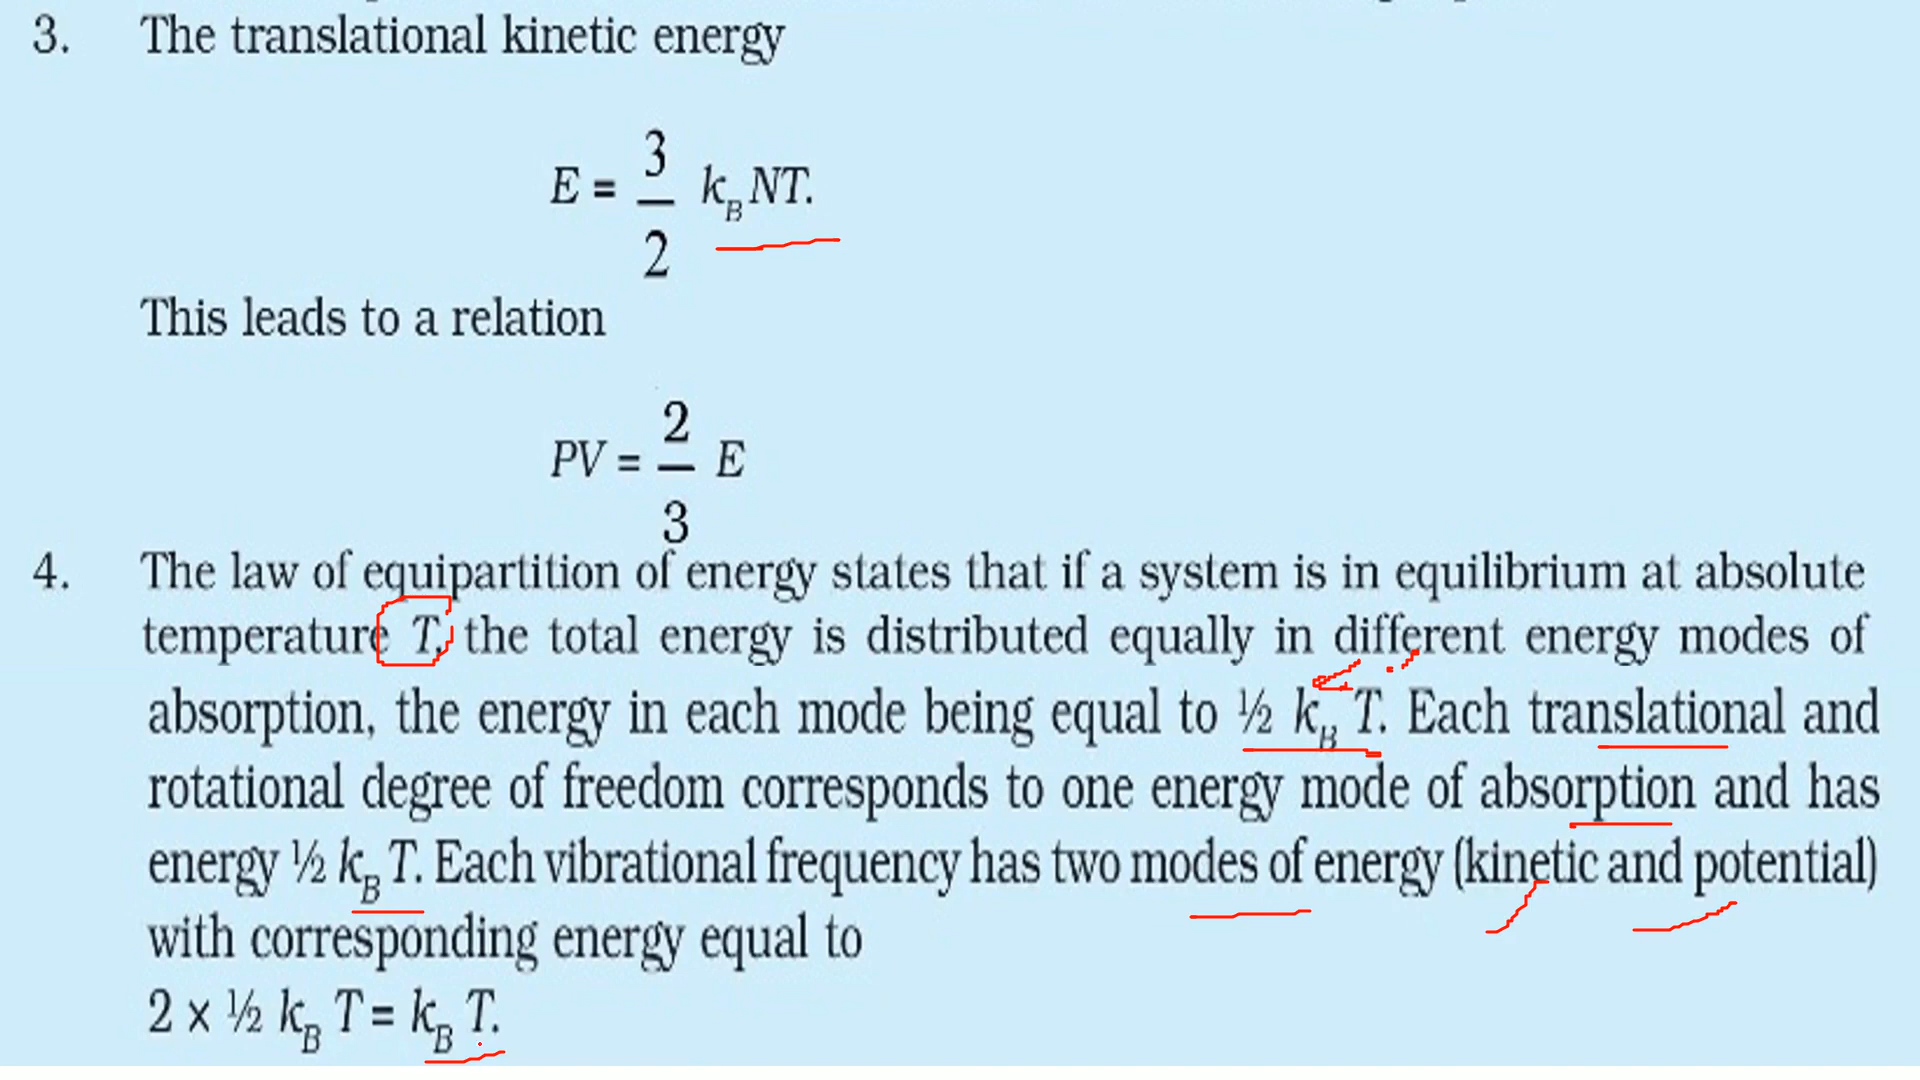 3. The translational kinetic energy
E = 3/2 k_B NT.
This leads to a relation
PV = 2/3 E
4. The law of equipartition of energy states that if a system is in equilibrium at absolute
temperature T, the total energy is distributed equally in different energy modes of
absorption, the energy in each mode being equal to ½ k_B T. Each translational and
rotational degree of freedom corresponds to one energy mode of absorption and has
energy ½ k_B T. Each vibrational frequency has two modes of energy (kinetic and potential)
with corresponding energy equal to
2 × ½ k_B T = k_B T.